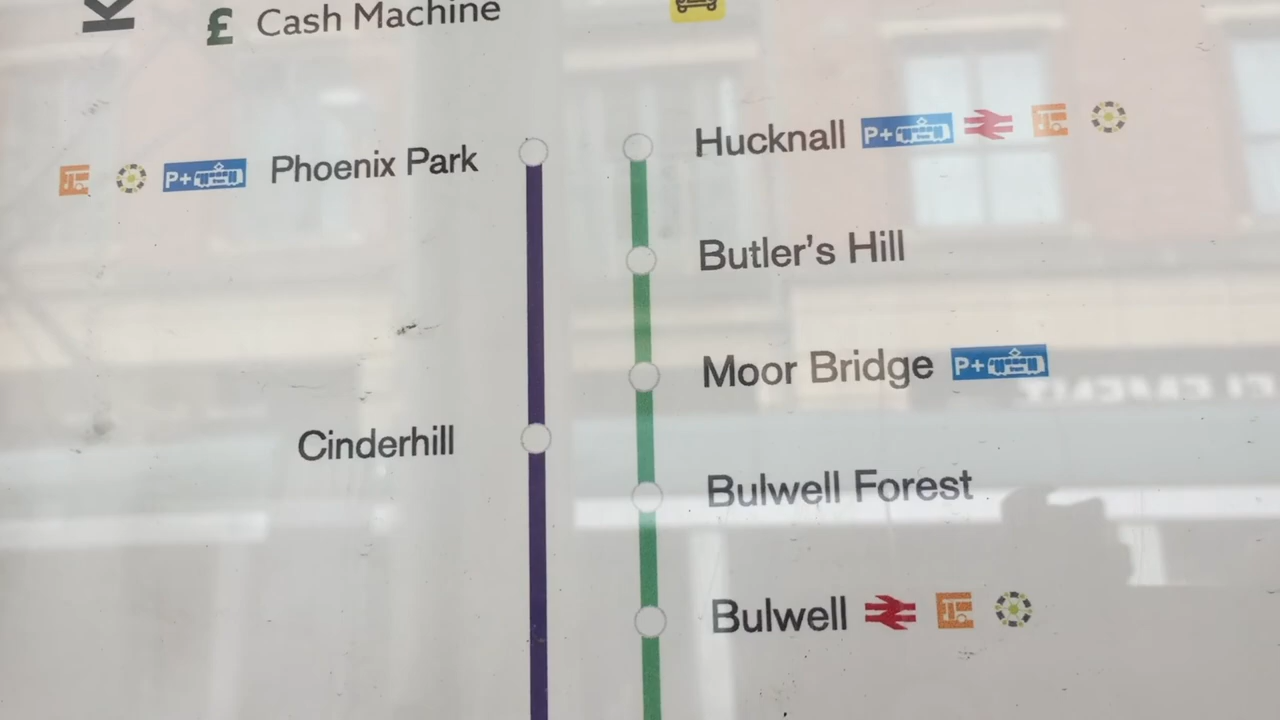 K
£ Cash Machine
P+ Phoenix Park
Hucknall P+
Butler's Hill
Moor Bridge P+
Cinderhill
Bulwell Forest
Bulwell